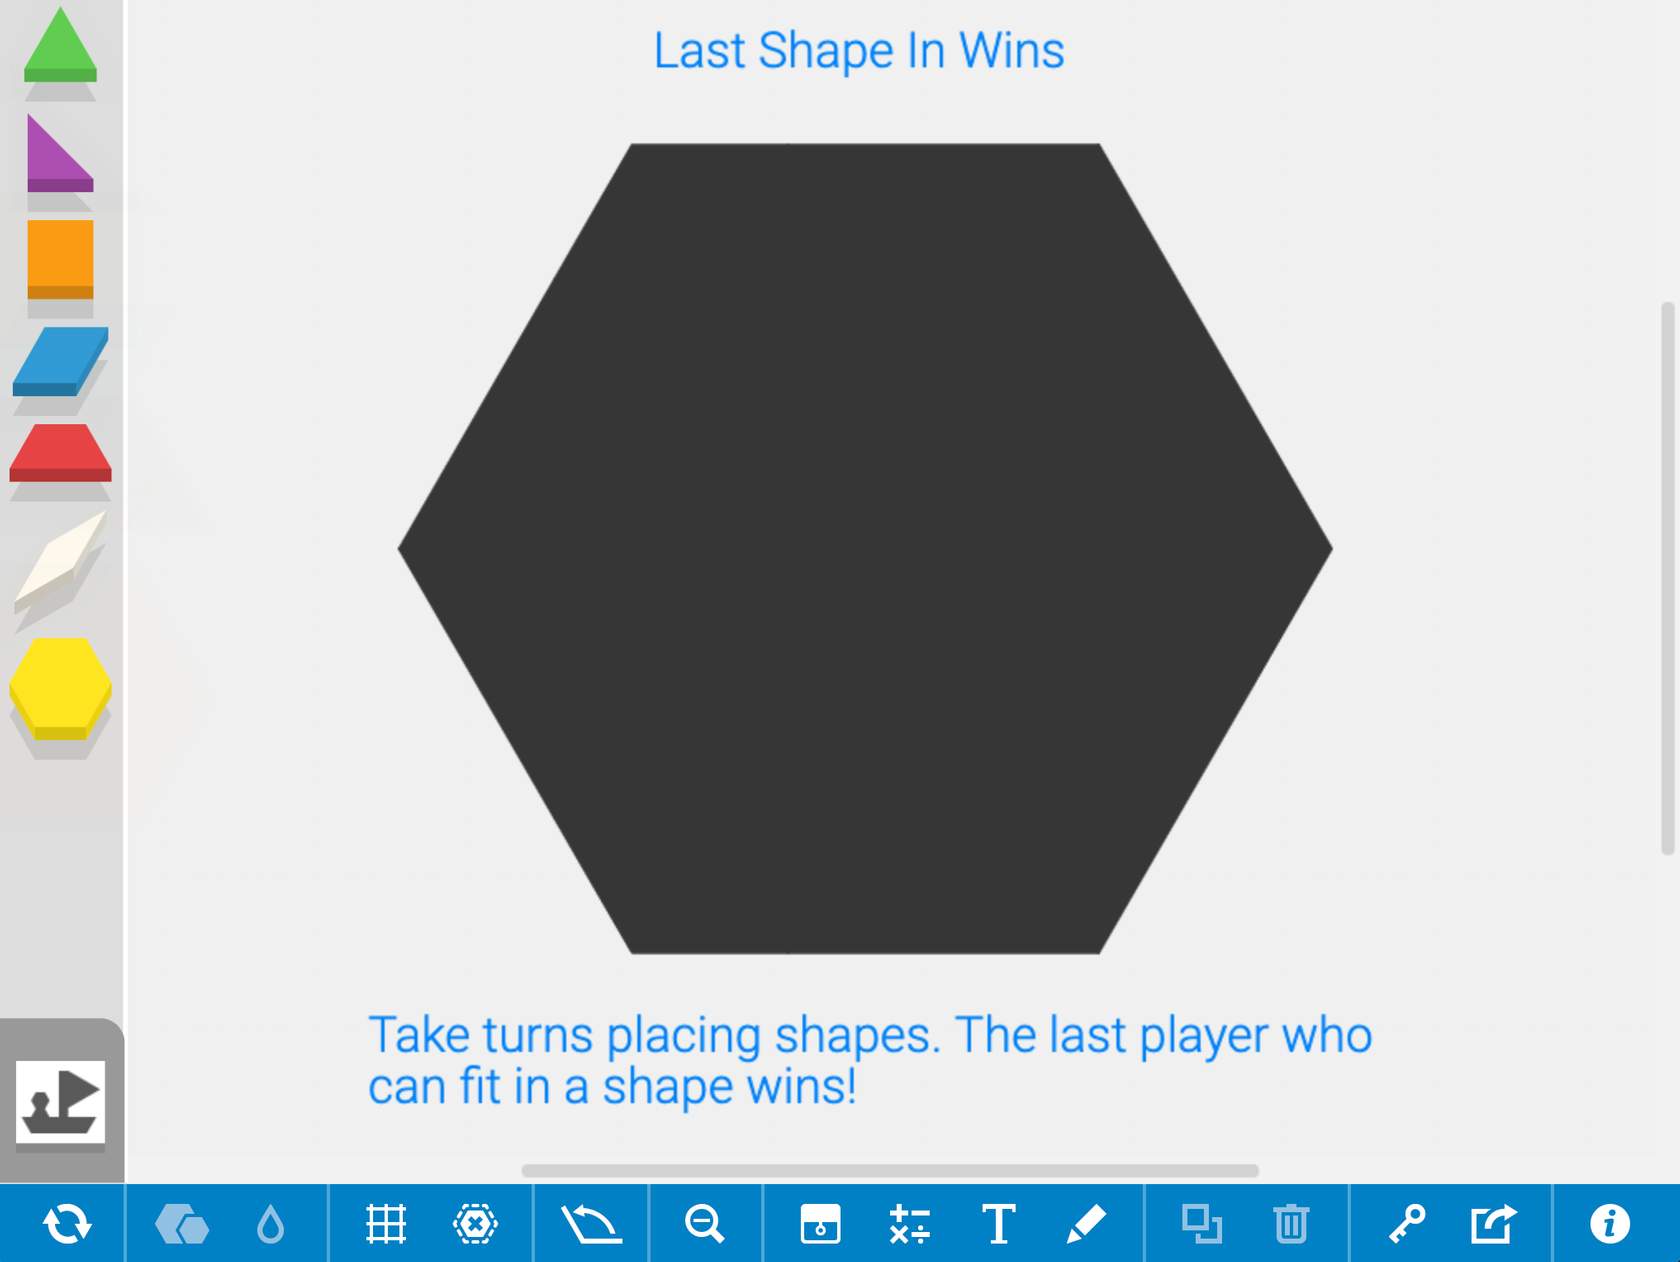 Last Shape In Wins
Take turns placing shapes. The last player who
can fit in a shape wins!